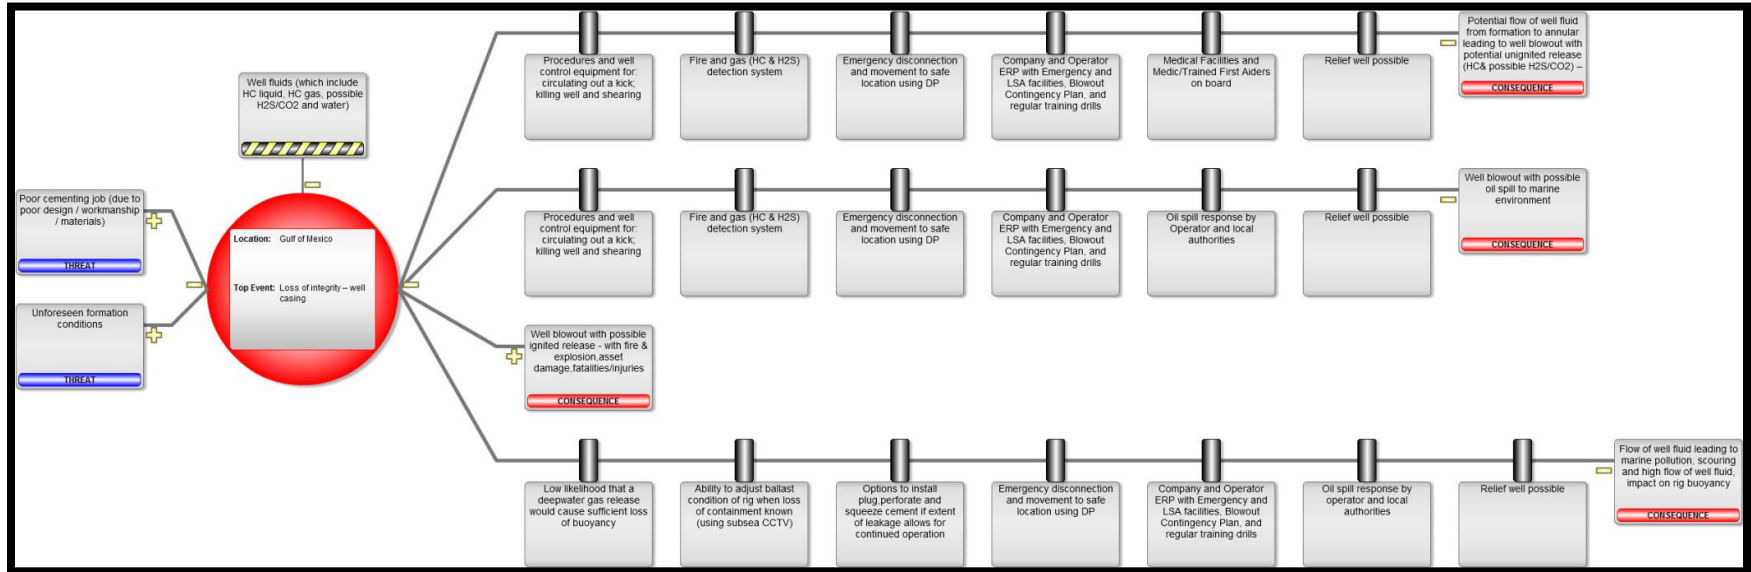 Well fluids (which include
HC liquid, HC gas, possible
H2S/CO2 and water)
Poor cementing job (due to
poor design / workmanship
/ materials)
THREAT
Unforeseen formation
conditions
THREAT
Location: Gulf of Mexico
Top Event: Loss of integrity – well
casing
Procedures and well
control equipment for:
circulating out a kick;
killing well and shearing
Fire and gas (HC & H2S)
detection system
Emergency disconnection
and movement to safe
location using DP
Company and Operator
ERP with Emergency and
LSA facilities, Blowout
Contingency Plan, and
regular training drills
Medical Facilities and
Medic/Trained First Aiders
on board
Relief well possible
Potential flow of well fluid
from formation to annular
leading to well blowout with
potential unignited release
(HC& possible H2S/CO2) –
CONSEQUENCE
Procedures and well
control equipment for:
circulating out a kick;
killing well and shearing
Fire and gas (HC & H2S)
detection system
Emergency disconnection
and movement to safe
location using DP
Company and Operator
ERP with Emergency and
LSA facilities, Blowout
Contingency Plan, and
regular training drills
Oil spill response by
Operator and local
authorities
Relief well possible
Well blowout with possible
oil spill to marine
environment
CONSEQUENCE
Well blowout with possible
ignited release - with fire &
explosion,asset
damage,fatalities/injuries
CONSEQUENCE
Low likelihood that a
deepwater gas release
would cause sufficient loss
of buoyancy
Ability to adjust ballast
condition of rig when loss
of containment known
(using subsea CCTV)
Options to install
plug,perforate and
squeeze cement if extent
of leakage allows for
continued operation
Emergency disconnection
and movement to safe
location using DP
Company and Operator
ERP with Emergency and
LSA facilities, Blowout
Contingency Plan, and
regular training drills
Oil spill response by
operator and local
authorities
Relief well possible
Flow of well fluid leading to
marine pollution, scouring
and high flow of well fluid,
impact on rig buoyancy
CONSEQUENCE